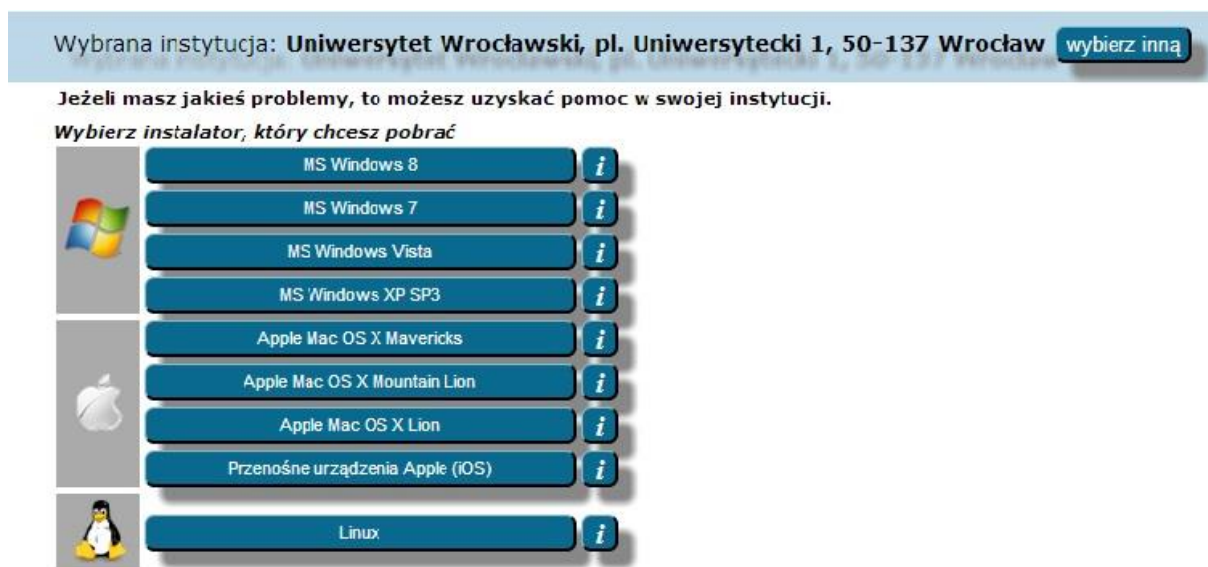 Wybrana instytucja: Uniwersytet Wrocławski, pl. Uniwersytecki 1, 50-137 Wrocław wybierz inną
Jeżeli masz jakieś problemy, to możesz uzyskać pomoc w swojej instytucji.
Wybierz instalator, który chcesz pobrać
MS Windows 8 i
MS Windows 7 i
MS Windows Vista i
MS Windows XP SP3 i
Apple Mac OS X Mavericks i
Apple Mac OS X Mountain Lion i
Apple Mac OS X Lion i
Przenośne urządzenia Apple (iOS) i
Linux i